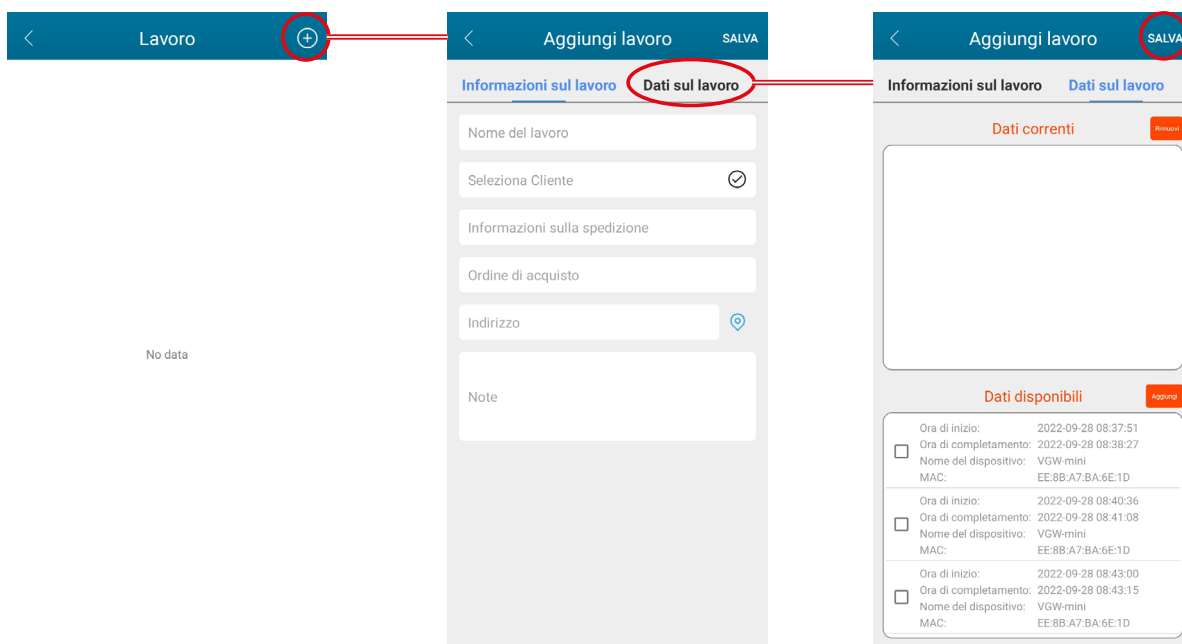 Lavoro
No data
Aggiungi lavoro SALVA
Informazioni sul lavoro Dati sul lavoro
Nome del lavoro
Seleziona Cliente
Informazioni sulla spedizione
Ordine di acquisto
Indirizzo
Note
Aggiungi lavoro SALVA
Informazioni sul lavoro Dati sul lavoro
Dati correnti Rimuovi
Dati disponibili Aggiungi
Ora di inizio: 2022-09-28 08:37:51
Ora di completamento: 2022-09-28 08:38:27
Nome del dispositivo: VGW-mini
MAC: EE:8B:A7:BA:6E:1D
Ora di inizio: 2022-09-28 08:40:36
Ora di completamento: 2022-09-28 08:41:08
Nome del dispositivo: VGW-mini
MAC: EE:8B:A7:BA:6E:1D
Ora di inizio: 2022-09-28 08:43:00
Ora di completamento: 2022-09-28 08:43:15
Nome del dispositivo: VGW-mini
MAC: EE:8B:A7:BA:6E:1D